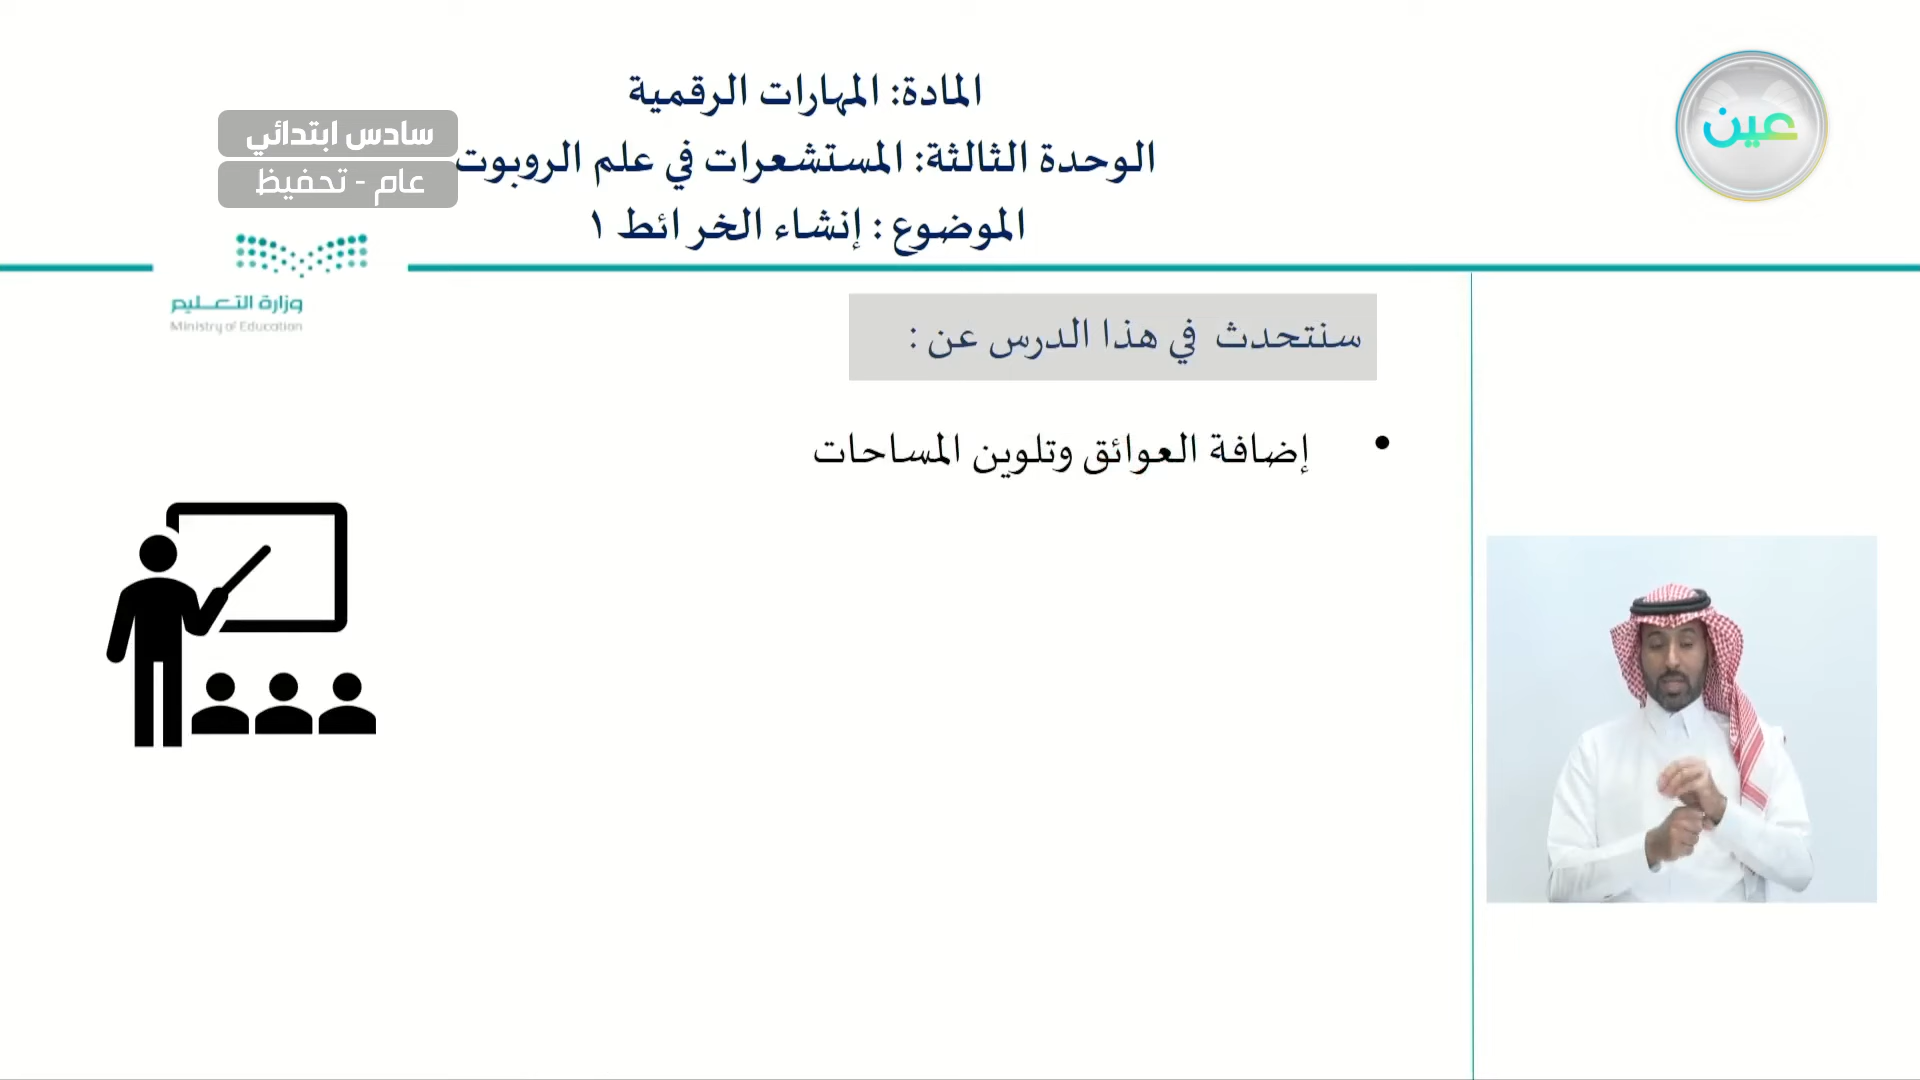 المادة: المهارات الرقمية
الوحدة الثالثة: المستشعرات في علم الروبوت
الموضوع : إنشاء الخرائط ١
عين
سادس ابتدائي
عام - تحفيظ
وزارة التعليم
Ministry of Education
سنتحدث في هذا الدرس عن :
• إضافة العوائق وتلوين المساحات